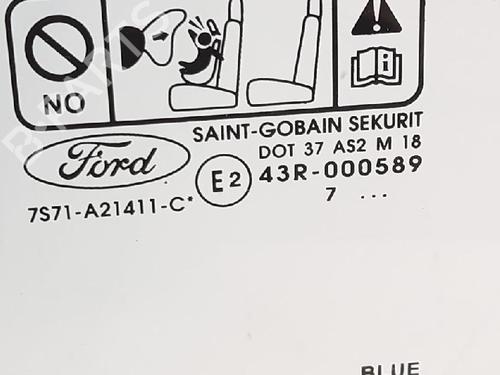 NO
SAINT-GOBAIN SEKURIT
Ford
DOT 37 AS2 M 18
E2
43R-000589
7S71-A21411-C*
7 ...
BLUE